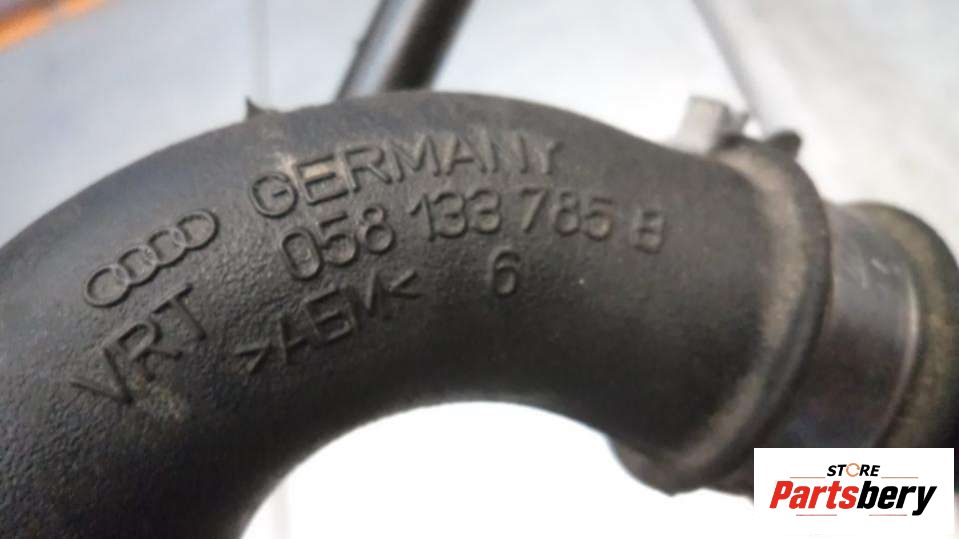 GERMANY
058 133 785 B
VRT >AEM< 6
STORE
Partsbery